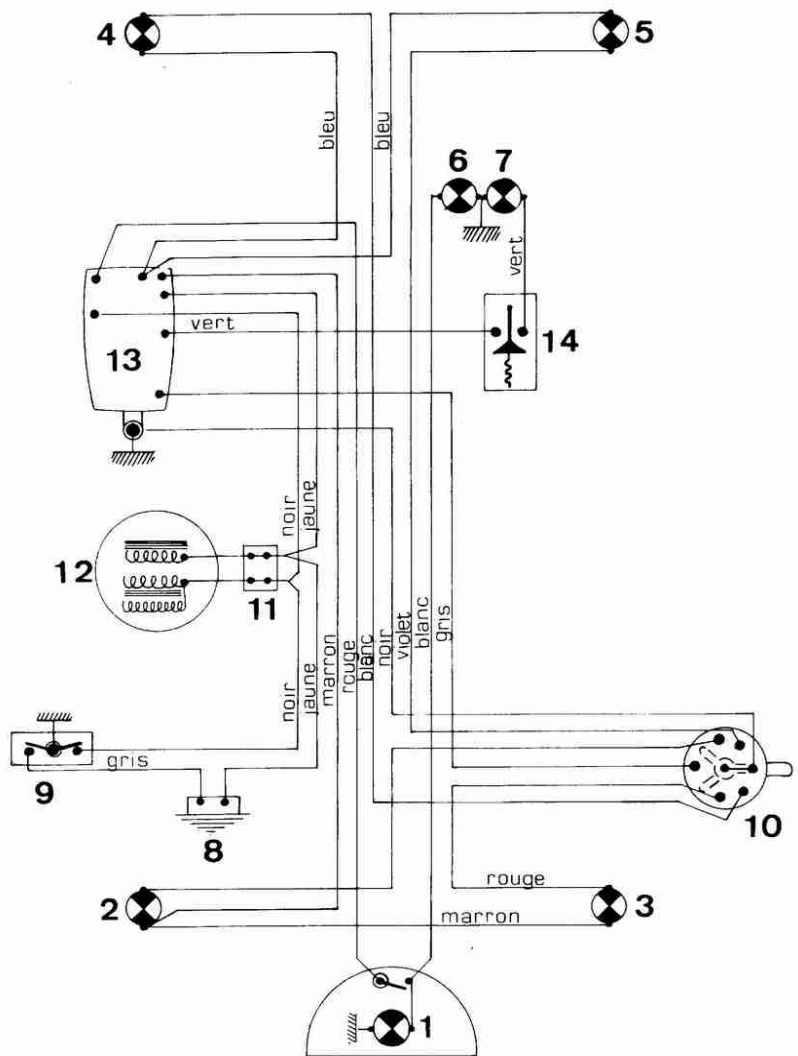 4
5
bleu
bleu
6
7
vert
vert
13
14
noir
jaune
12
11
marron
rouge
blanc
noir
violet
blanc
gris
noir
jaune
gris
9
8
10
rouge
2
marron
3
1